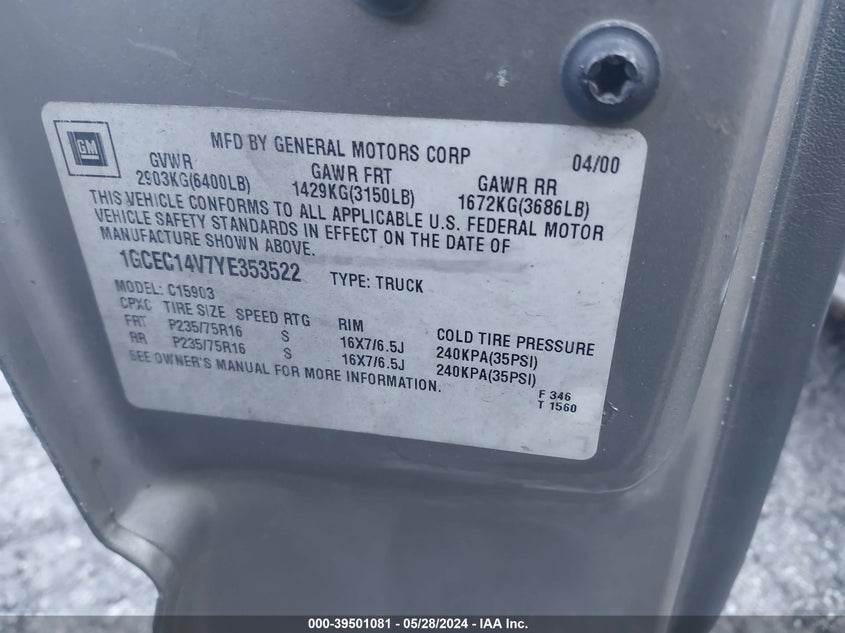 GM
MFD BY GENERAL MOTORS CORP 04/00
GVWR GAWR FRT GAWR RR
2903KG(6400LB) 1429KG(3150LB) 1672KG(3686LB)
THIS VEHICLE CONFORMS TO ALL APPLICABLE U.S. FEDERAL MOTOR
VEHICLE SAFETY STANDARDS IN EFFECT ON THE DATE OF
MANUFACTURE SHOWN ABOVE.
1GCEC14V7YE353522 TYPE: TRUCK
MODEL: C15903
CPXC TIRE SIZE SPEED RTG RIM COLD TIRE PRESSURE
FRT P235/75R16 S 16X7/6.5J 240KPA(35PSI)
RR P235/75R16 S 16X7/6.5J 240KPA(35PSI)
SEE OWNER'S MANUAL FOR MORE INFORMATION.
F 346
T 1560
000-39501081 - 05/28/2024 - IAA Inc.